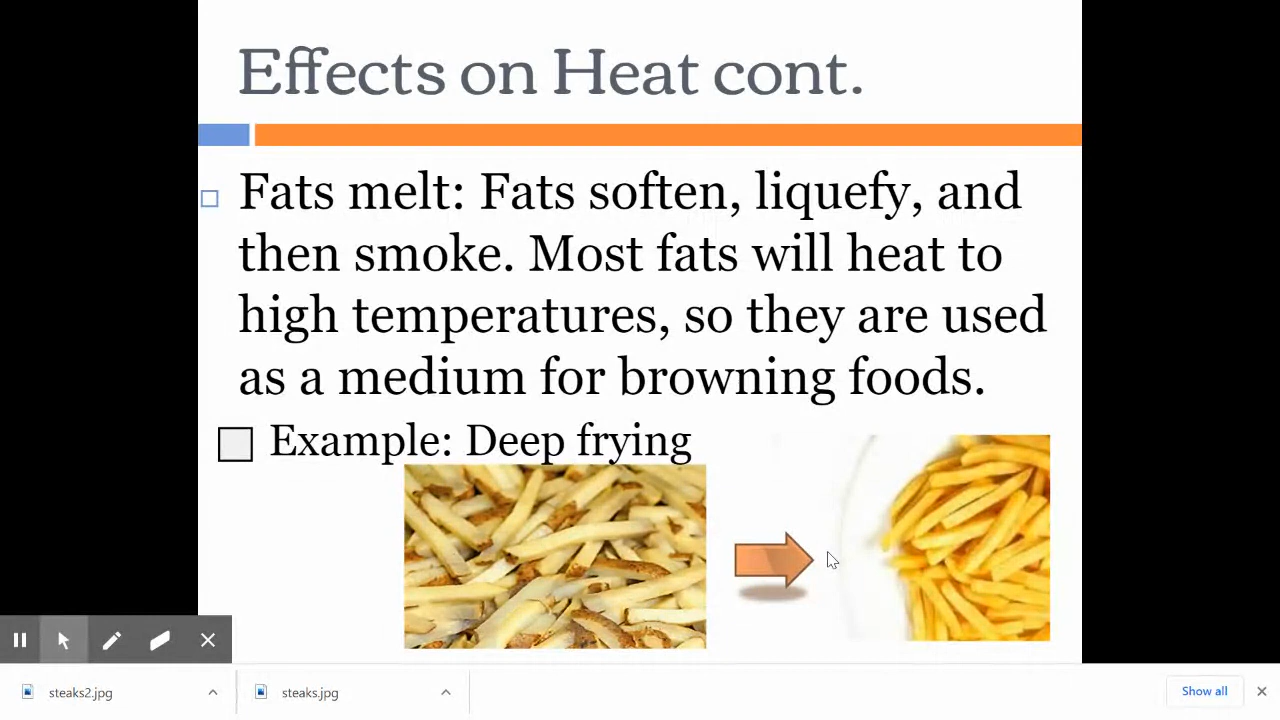 Effects on Heat cont.
Fats melt: Fats soften, liquefy, and
then smoke. Most fats will heat to
high temperatures, so they are used
as a medium for browning foods.
Example: Deep frying
steaks2.jpg
steaks.jpg
Show all